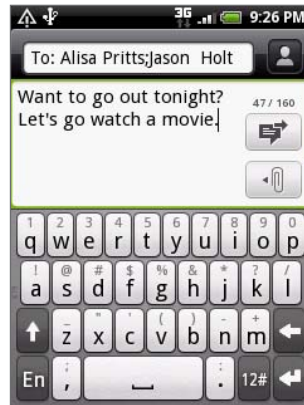 3G 9:26 PM
To: Alisa Pritts;Jason Holt
Want to go out tonight?
Let's go watch a movie.
47 / 160
1 2 3 4 5 6 7 8 9 0
q w e r t y u i o p
! @ # $ % & * ? /
a s d f g h j k l
_ : " ( ) - +
z x c v b n m
En , ; . : 12#